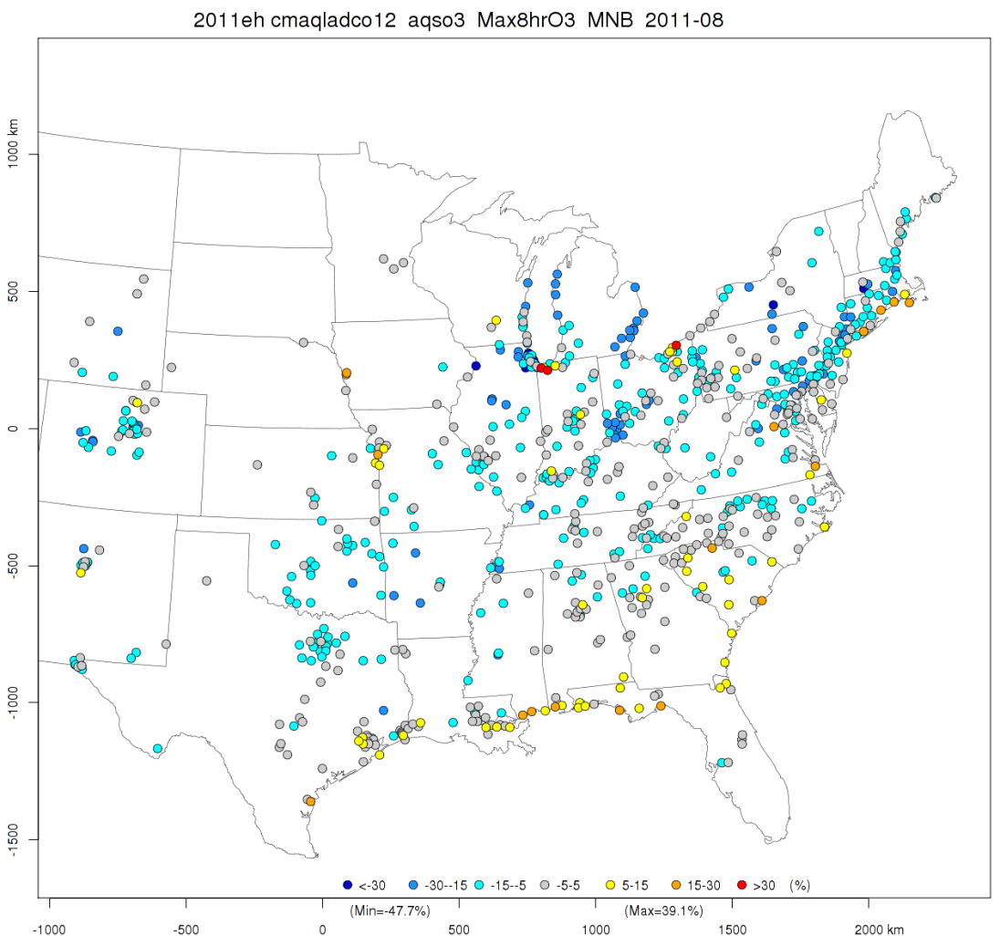 2011eh cmaqladco12 aqso3 Max8hrO3 MNB 2011-08
1000 km
500
0
-500
-1000
-1500
<-30 -30--15 -15--5 -5-5 5-15 15-30 >30 (%)
(Min=-47.7%) (Max=39.1%)
-1000 -500 0 500 1000 1500 2000 km